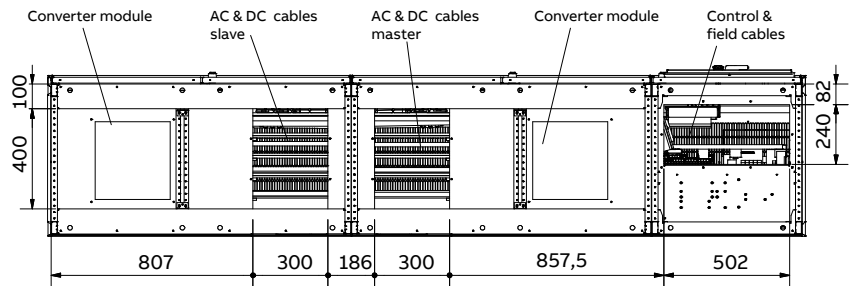 Converter module
AC & DC cables
slave
AC & DC cables
master
Converter module
Control &
field cables
100
400
82
240
807
300
186
300
857,5
502